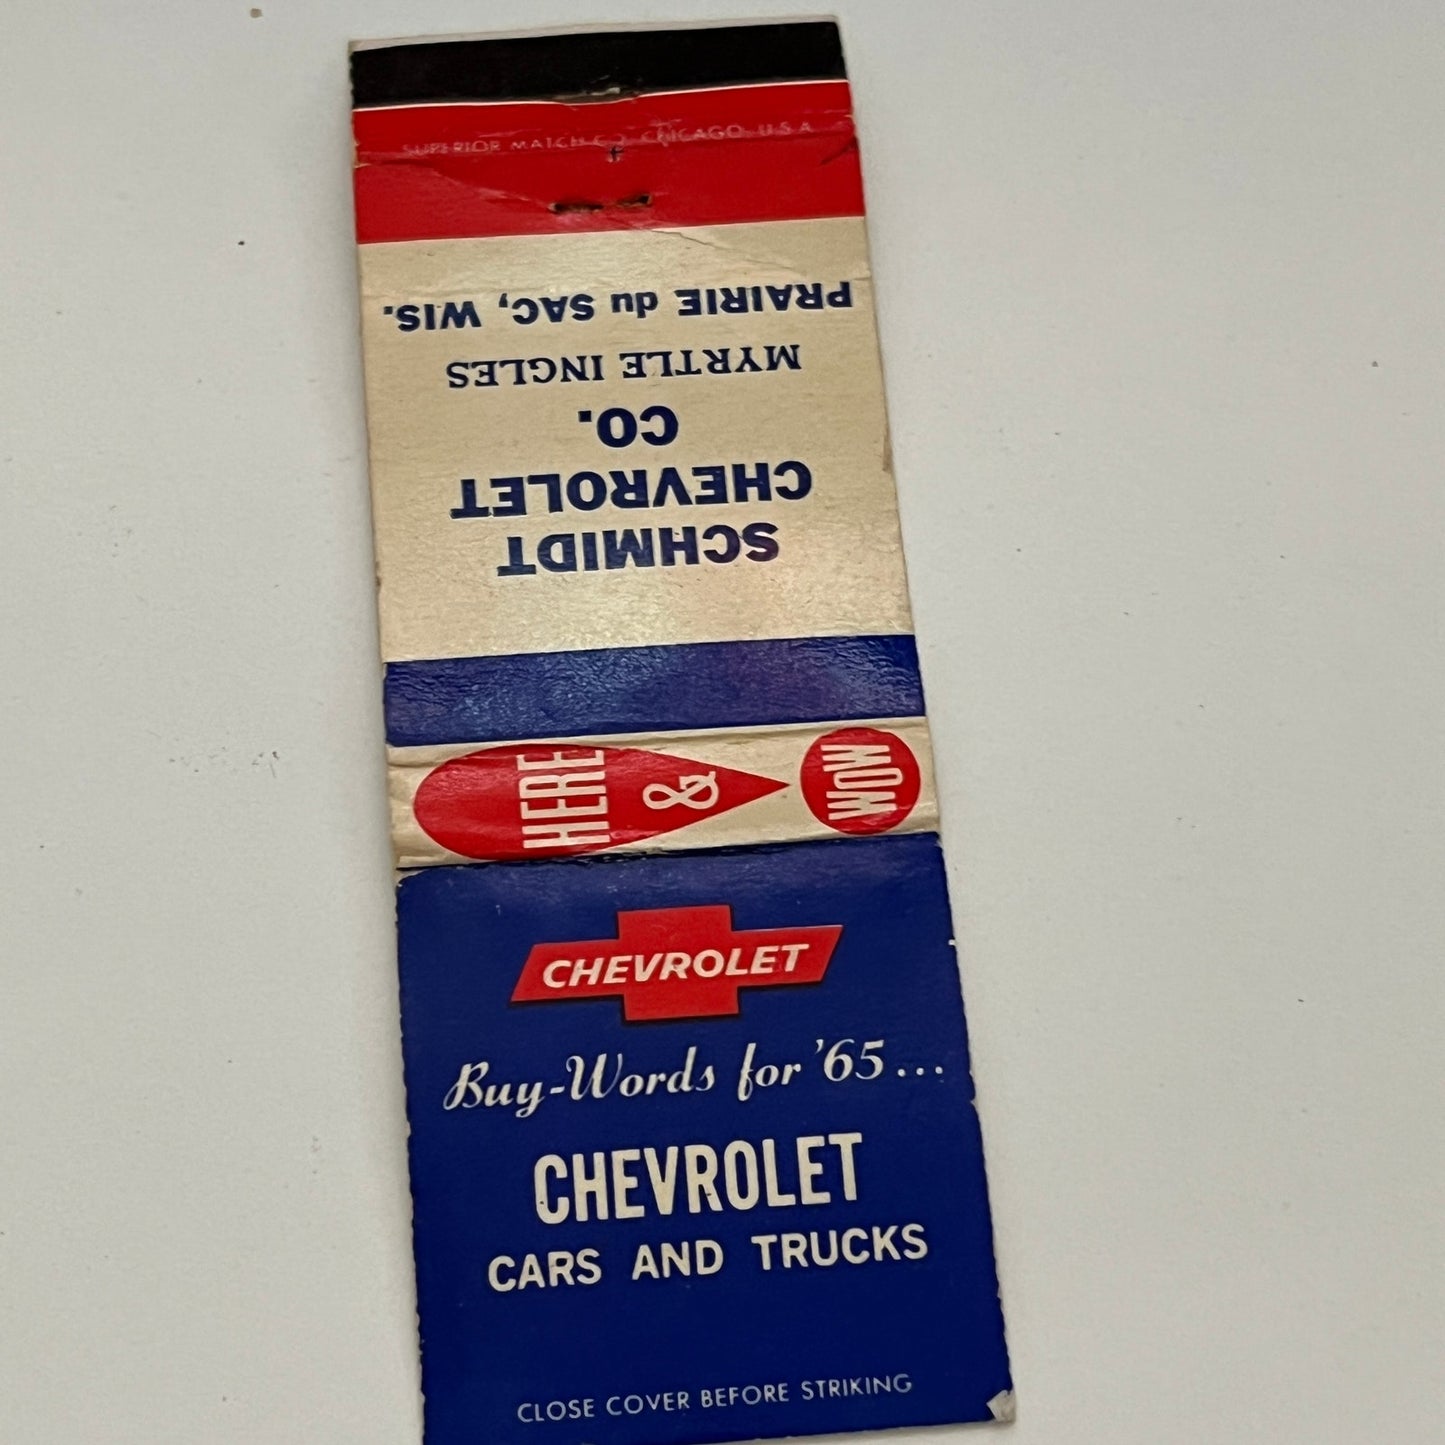 SUPERIOR MATCH CO. CHICAGO, U.S.A.
SCHMIDT
CHEVROLET
CO.
MYRTLE INGLES
PRAIRIE du SAC, WIS.
HERE
&
WOW
CHEVROLET
Buy-Words for '65...
CHEVROLET
CARS AND TRUCKS
CLOSE COVER BEFORE STRIKING